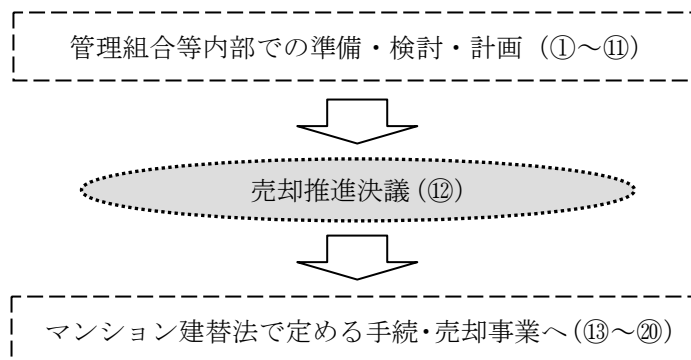 管理組合等内部での準備・検討・計画（①～⑪）
売却推進決議（⑫）
マンション建替法で定める手続・売却事業へ（⑬～⑳）